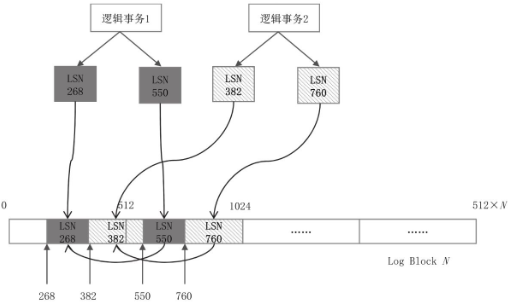 逻辑事务1 逻辑事务2
LSN 268
LSN 550
LSN 382
LSN 760
0 512 1024 512×N
LSN 268
LSN 382
LSN 550
LSN 760
……
……
Log Block N
268 382 550 760